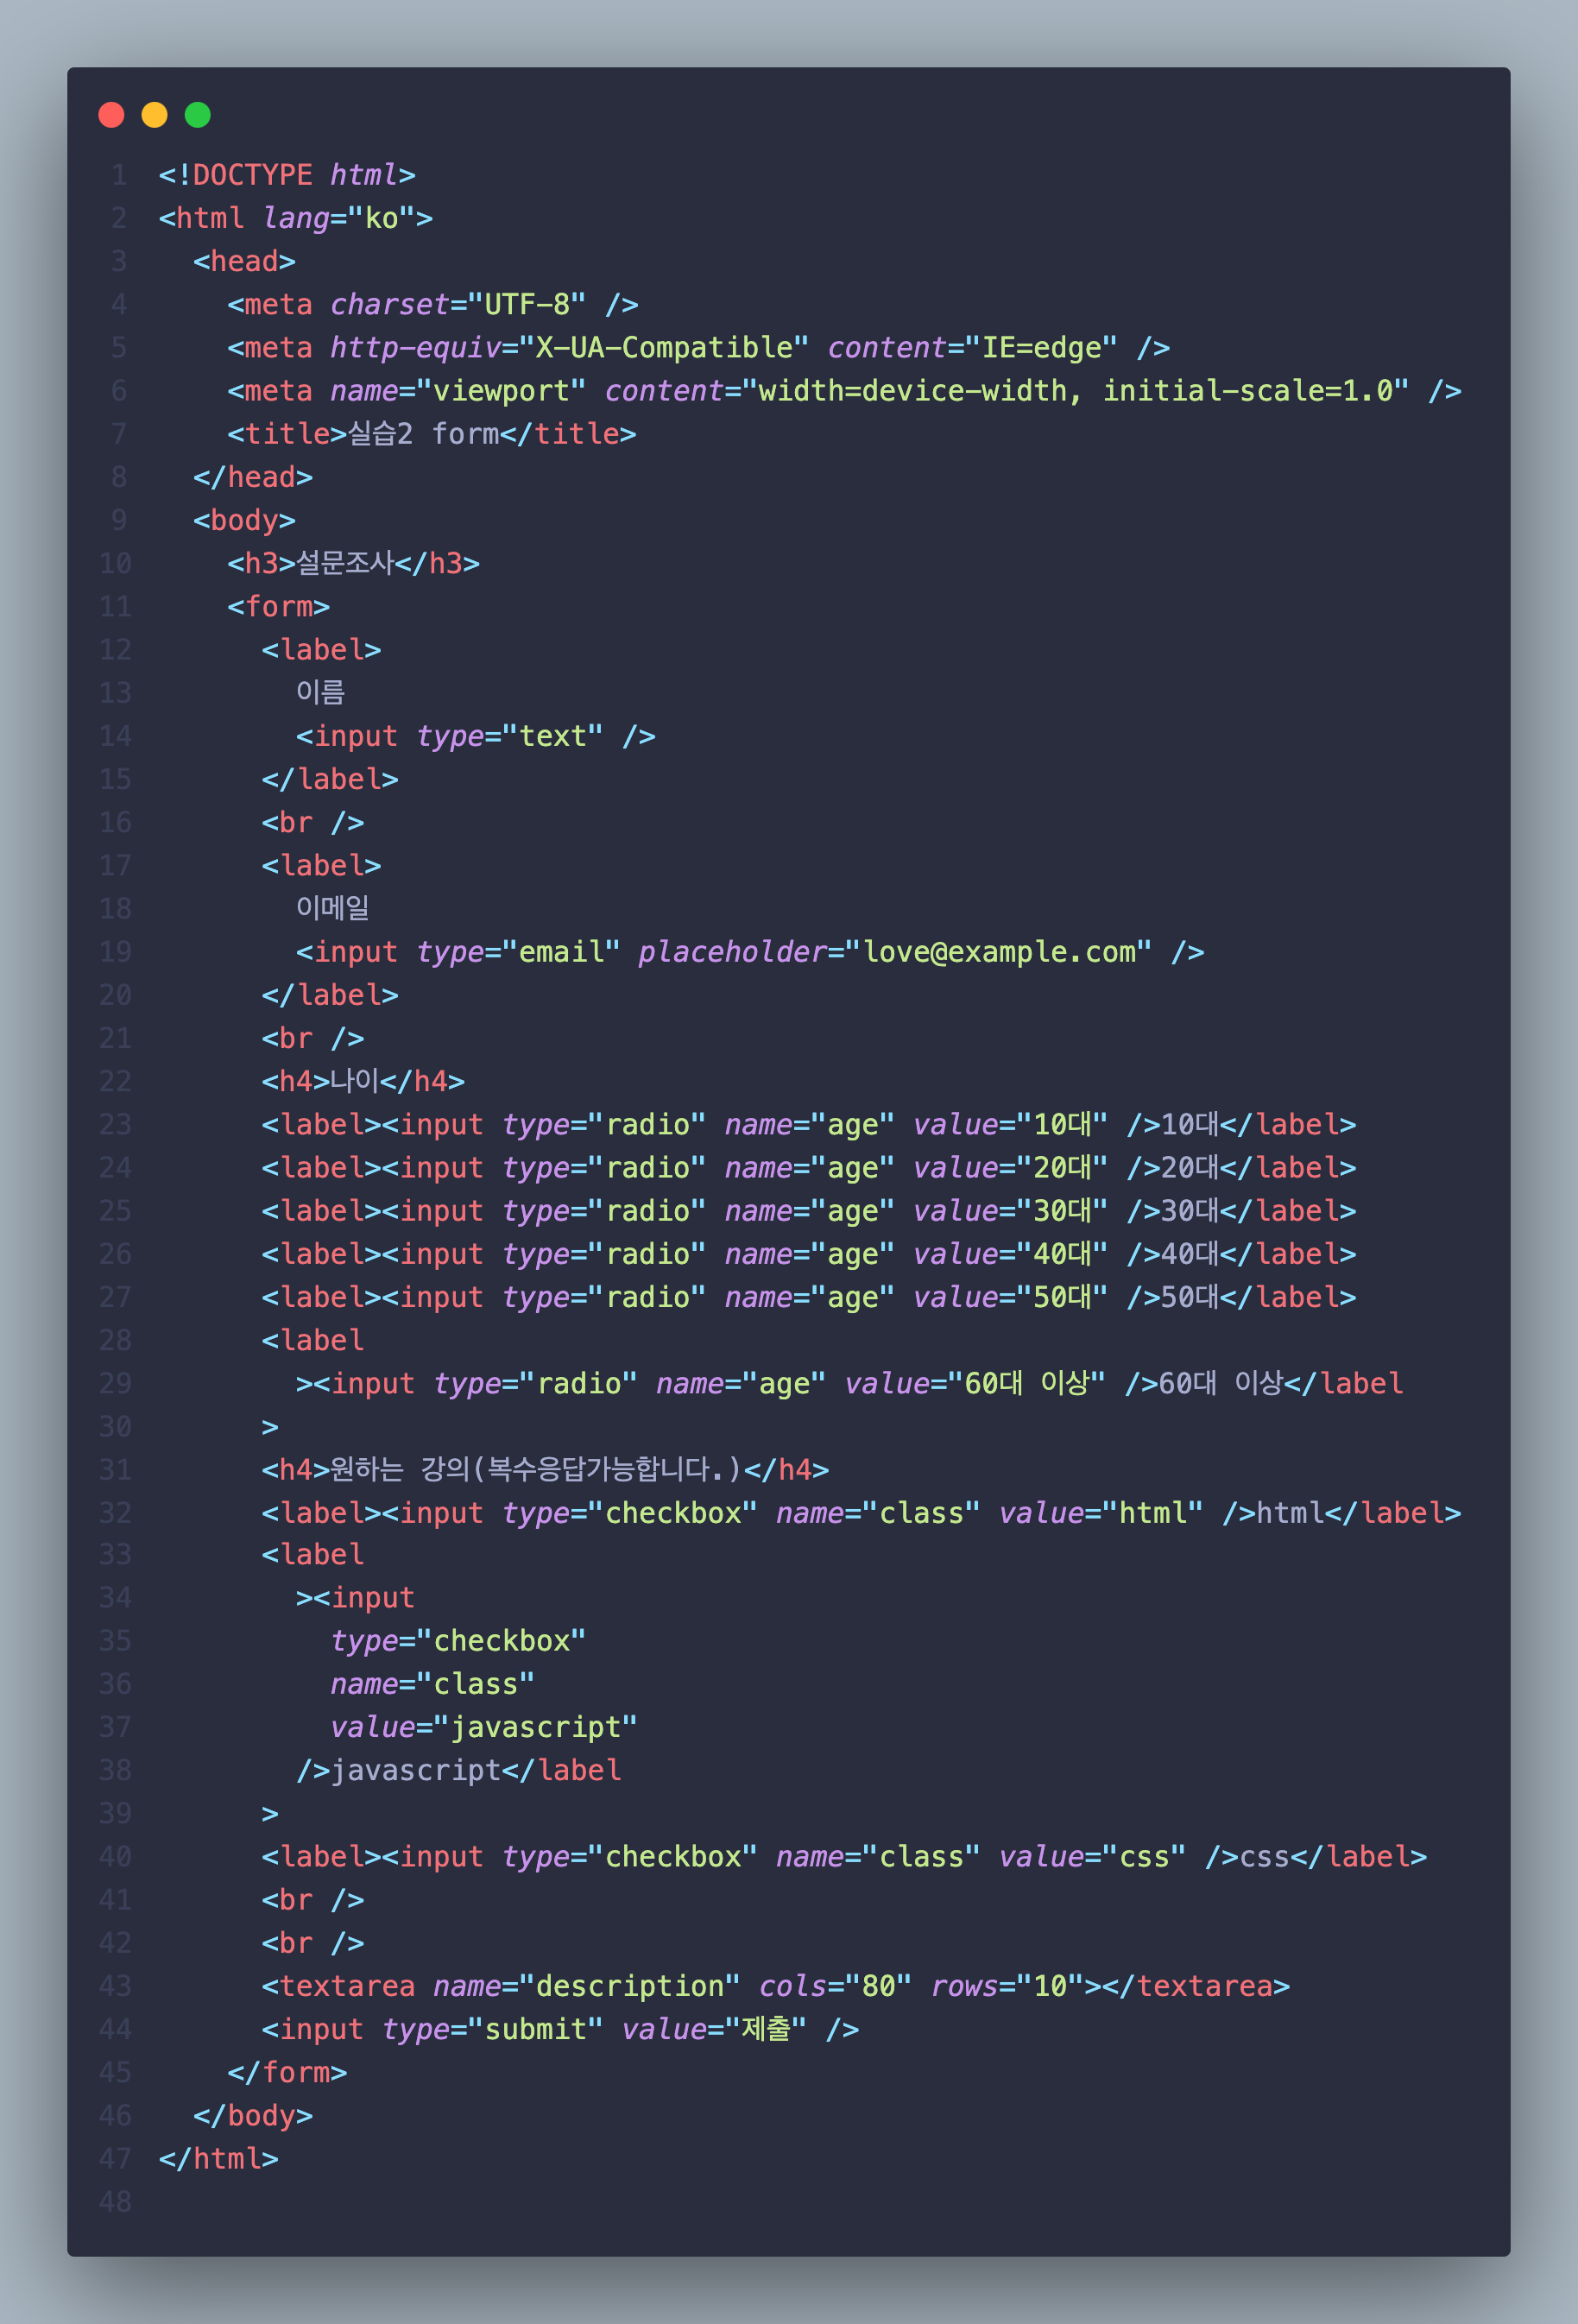 1 <!DOCTYPE html>
2 <html lang="ko">
3   <head>
4     <meta charset="UTF-8" />
5     <meta http-equiv="X-UA-Compatible" content="IE=edge" />
6     <meta name="viewport" content="width=device-width, initial-scale=1.0" />
7     <title>실습2 form</title>
8   </head>
9   <body>
10     <h3>설문조사</h3>
11     <form>
12       <label>
13         이름
14         <input type="text" />
15       </label>
16       <br />
17       <label>
18         이메일
19         <input type="email" placeholder="love@example.com" />
20       </label>
21       <br />
22       <h4>나이</h4>
23       <label><input type="radio" name="age" value="10대" />10대</label>
24       <label><input type="radio" name="age" value="20대" />20대</label>
25       <label><input type="radio" name="age" value="30대" />30대</label>
26       <label><input type="radio" name="age" value="40대" />40대</label>
27       <label><input type="radio" name="age" value="50대" />50대</label>
28       <label
29         ><input type="radio" name="age" value="60대 이상" />60대 이상</label
30       >
31       <h4>원하는 강의(복수응답가능합니다.)</h4>
32       <label><input type="checkbox" name="class" value="html" />html</label>
33       <label
34         ><input
35           type="checkbox"
36           name="class"
37           value="javascript"
38         />javascript</label
39       >
40       <label><input type="checkbox" name="class" value="css" />css</label>
41       <br />
42       <br />
43       <textarea name="description" cols="80" rows="10"></textarea>
44       <input type="submit" value="제출" />
45     </form>
46   </body>
47 </html>
48